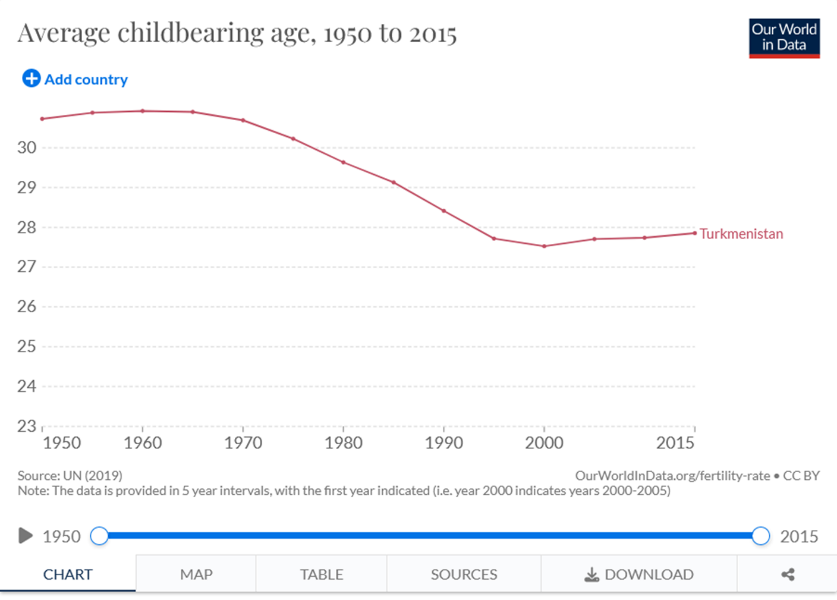 Average childbearing age, 1950 to 2015
Our World
in Data
Add country
30
29
28
27
26
25
24
23
Turkmenistan
1950 1960 1970 1980 1990 2000 2015
Source: UN (2019)
OurWorldInData.org/fertility-rate • CC BY
Note: The data is provided in 5 year intervals, with the first year indicated (i.e. year 2000 indicates years 2000-2005)
1950 2015
CHART MAP TABLE SOURCES DOWNLOAD